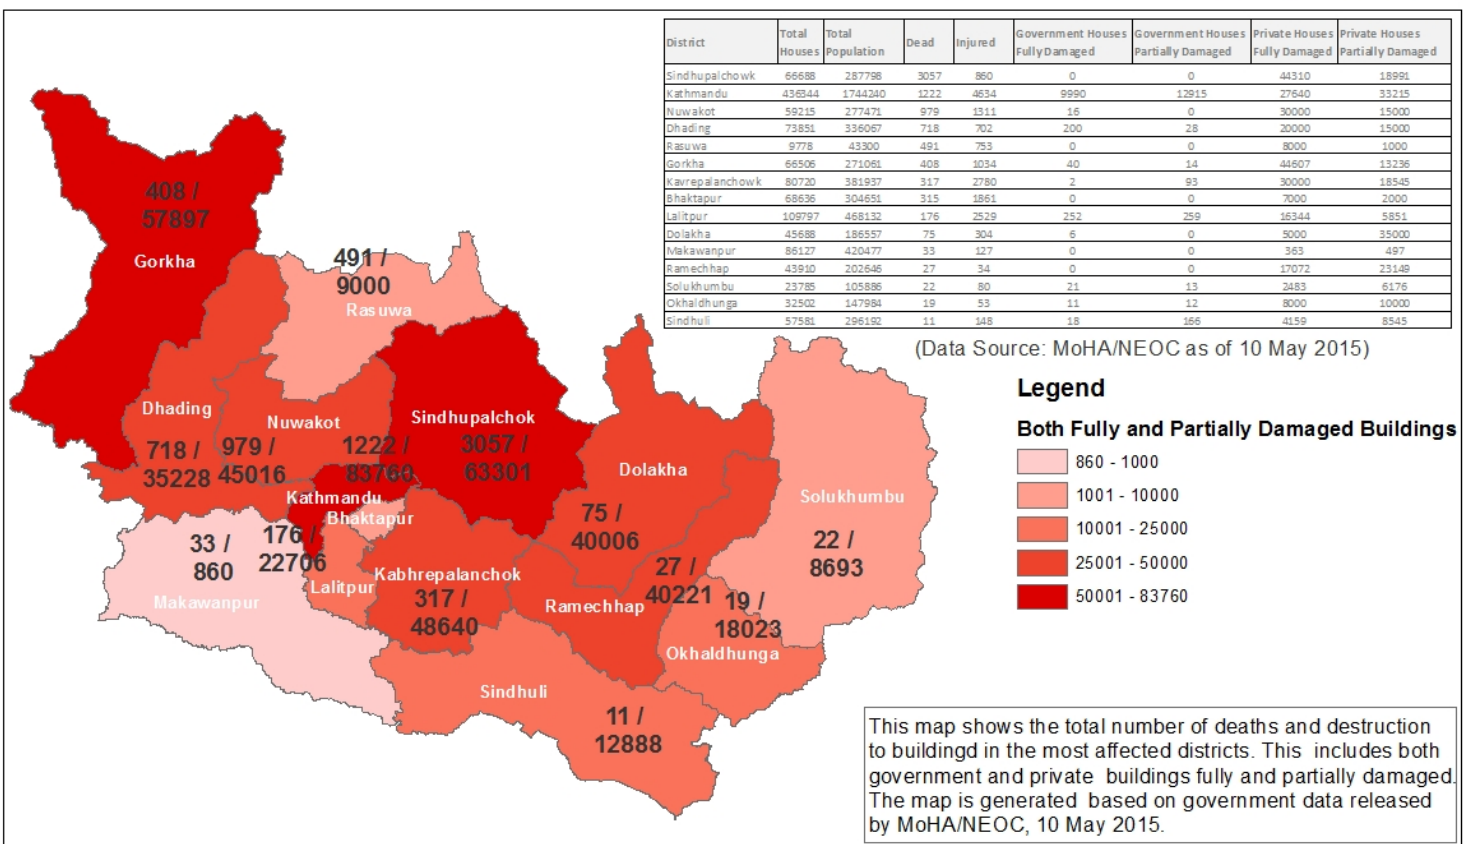 District Total Houses Total Population Dead Injured Government Houses Fully Damaged Government Houses Partially Damaged Private Houses Fully Damaged Private Houses Partially Damaged
Sindhupalchowk 66688 287798 3057 860 0 0 44310 18991
Kathmandu 436344 1744240 1222 4634 9990 12915 27640 33215
Nuwakot 59215 277471 979 1311 16 0 30000 15000
Dhading 73851 336067 718 702 200 28 20000 15000
Rasuwa 9778 43300 491 753 0 0 8000 1000
Gorkha 66506 271061 408 1034 40 14 44607 13236
Kavrepalanchowk 80720 381937 317 2780 2 93 30000 18545
Bhaktapur 68636 304651 315 1861 0 0 7000 2000
Lalitpur 109797 468132 176 2529 252 259 16344 5851
Dolakha 45688 186557 75 304 6 0 5000 35000
Makawanpur 86127 420477 33 127 0 0 363 497
Ramechhap 43910 202646 27 34 0 0 17072 23149
Solukhumbu 23785 105886 22 80 21 13 2483 6176
Okhaldhunga 32502 147984 19 53 11 12 8000 10000
Sindhuli 57581 296192 11 148 18 166 4159 8545
(Data Source: MoHA/NEOC as of 10 May 2015)
408 /
57897
Gorkha
491 /
9000
Rasuwa
Dhading
718 /
35228
Nuwakot
979 /
45016
1222 /
83760
Kathmandu
Sindhupalchok
3057 /
63301
Bhaktapur
176 /
22706
Lalitpur
33 /
860
Makawanpur
Kabhrepalanchok
317 /
48640
Dolakha
75 /
40006
Ramechhap
27 /
40221
Solukhumbu
22 /
8693
19 /
18023
Okhaldhunga
Sindhuli
11 /
12888
Legend
Both Fully and Partially Damaged Buildings
860 - 1000
1001 - 10000
10001 - 25000
25001 - 50000
50001 - 83760
This map shows the total number of deaths and destruction
to buildingd in the most affected districts. This includes both
government and private buildings fully and partially damaged.
The map is generated based on government data released
by MoHA/NEOC, 10 May 2015.